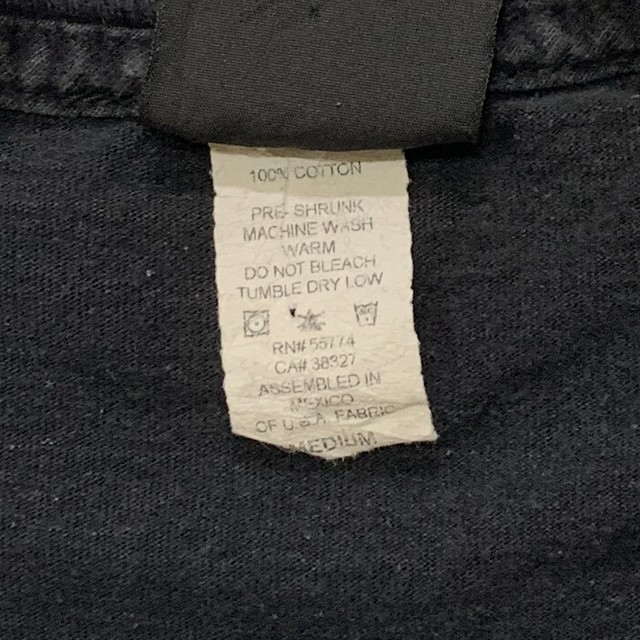 100% COTTON
PRE-SHRUNK
MACHINE WASH
WARM
DO NOT BLEACH
TUMBLE DRY LOW
RN# 55774
CA# 38327
ASSEMBLED IN
MEXICO
OF U.S.A. FABRIC
MEDIUM